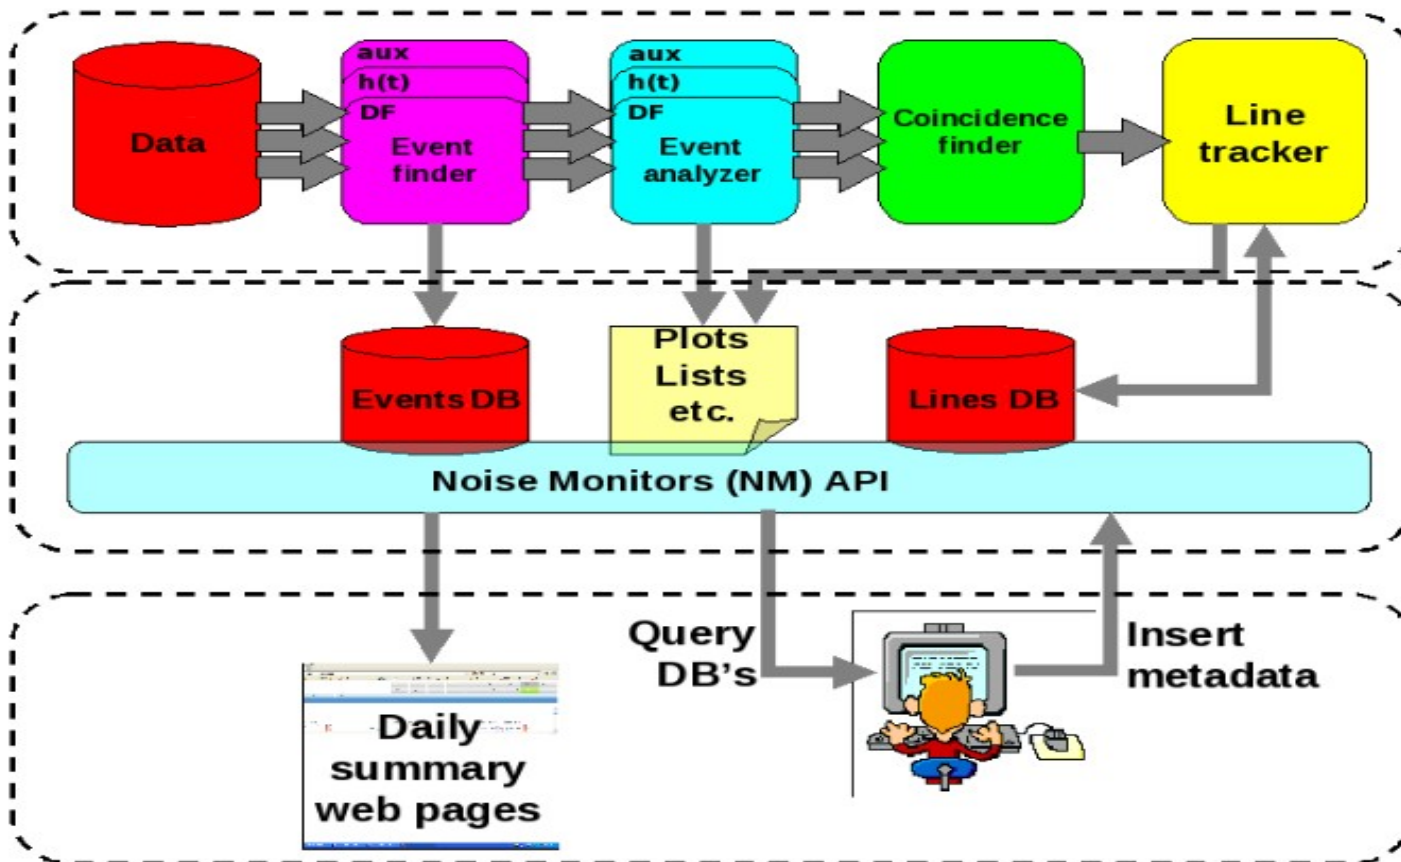 aux
h(t)
DF
Event
finder
aux
h(t)
DF
Event
analyzer
Data
Coincidence
finder
Line
tracker
Events DB
Plots
Lists
etc.
Lines DB
Noise Monitors (NM) API
Query
DB's
Insert
metadata
Daily
summary
web pages